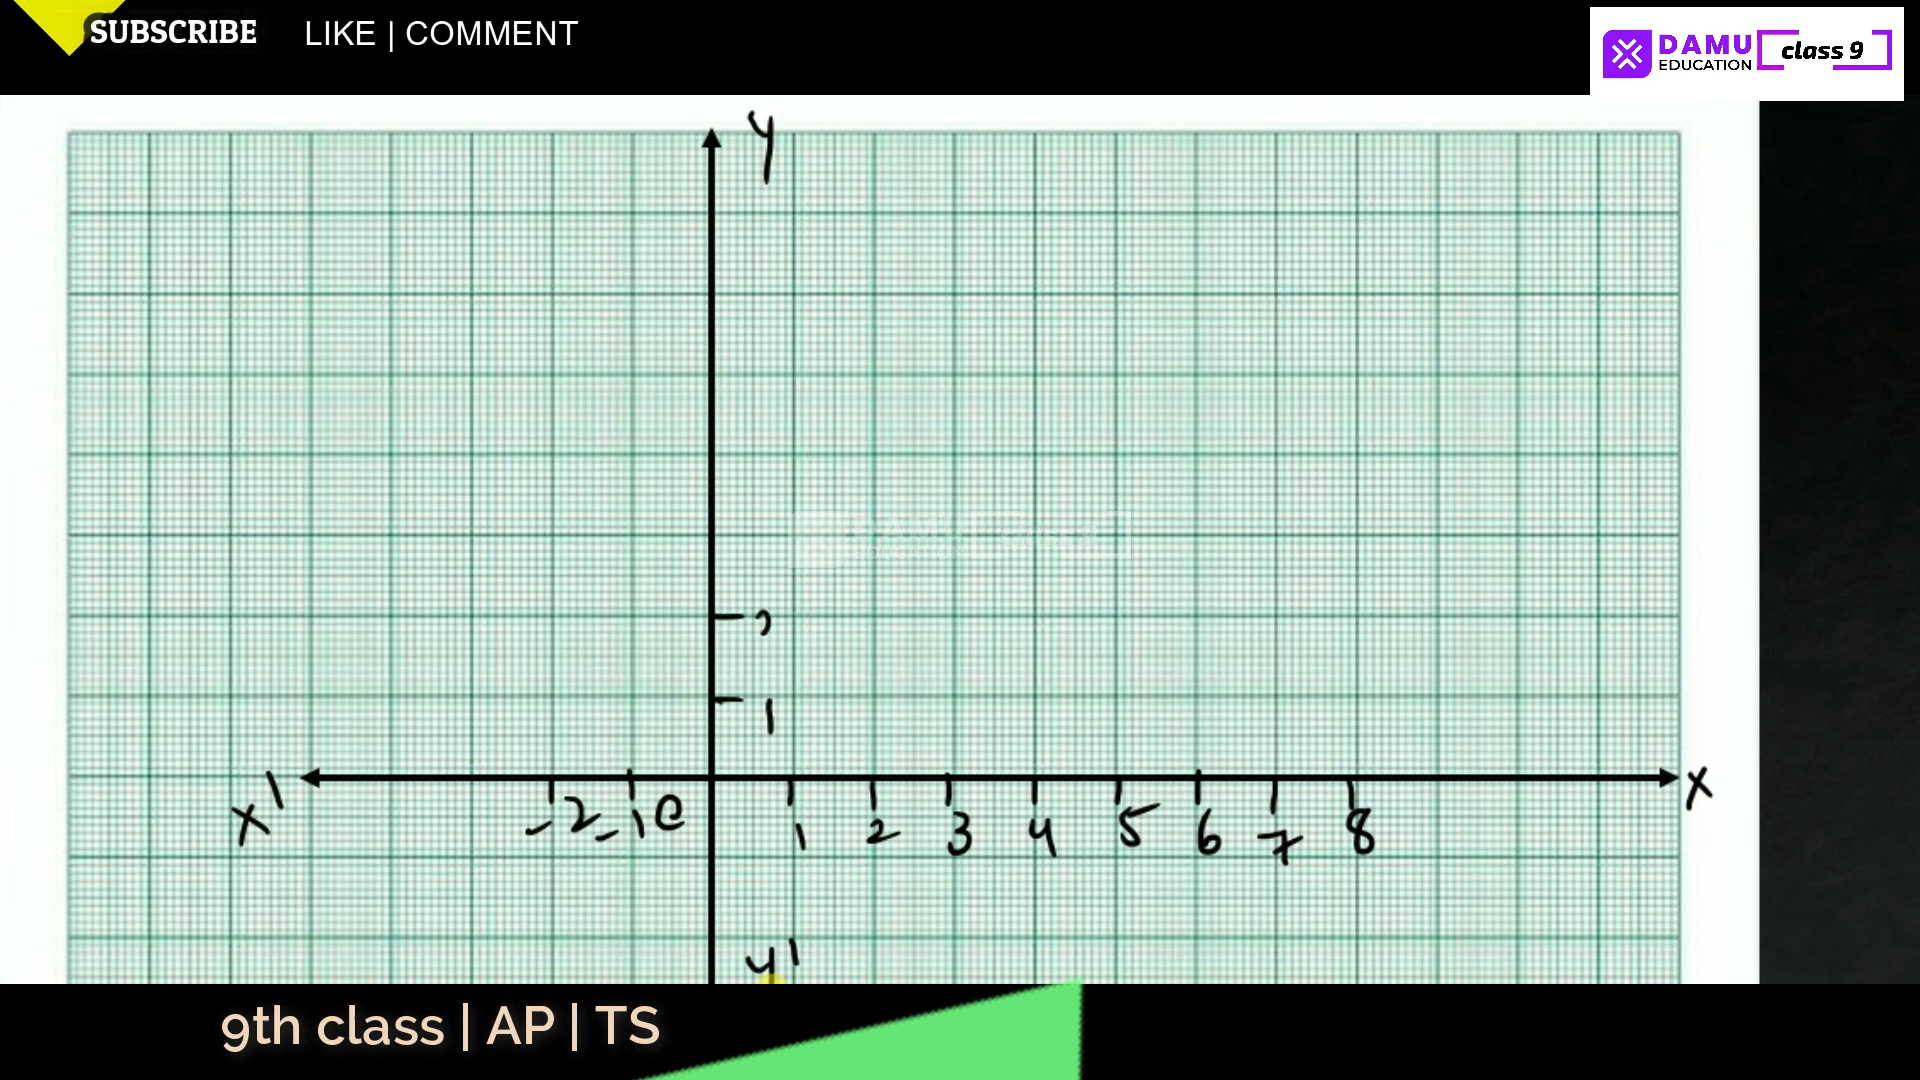 SUBSCRIBE LIKE | COMMENT
DAMU EDUCATION class 9
y
2
1
x' -2 -1 0 1 2 3 4 5 6 7 8 x
y'
9th class | AP | TS